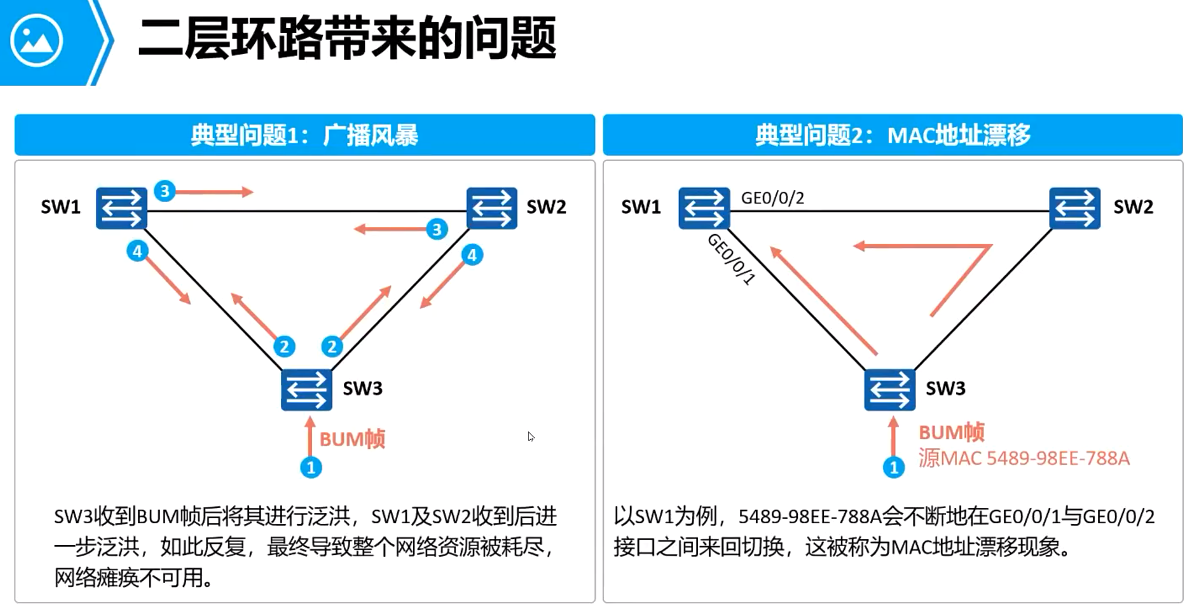 二层环路带来的问题
典型问题1：广播风暴
SW1
3
SW2
3
4
4
2
2
SW3
BUM帧
1
SW3收到BUM帧后将其进行泛洪，SW1及SW2收到后进
一步泛洪，如此反复，最终导致整个网络资源被耗尽，
网络瘫痪不可用。
典型问题2：MAC地址漂移
SW1
GE0/0/2
SW2
GE0/0/1
SW3
BUM帧
1
源MAC 5489-98EE-788A
以SW1为例，5489-98EE-788A会不断地在GE0/0/1与GE0/0/2
接口之间来回切换，这被称为MAC地址漂移现象。